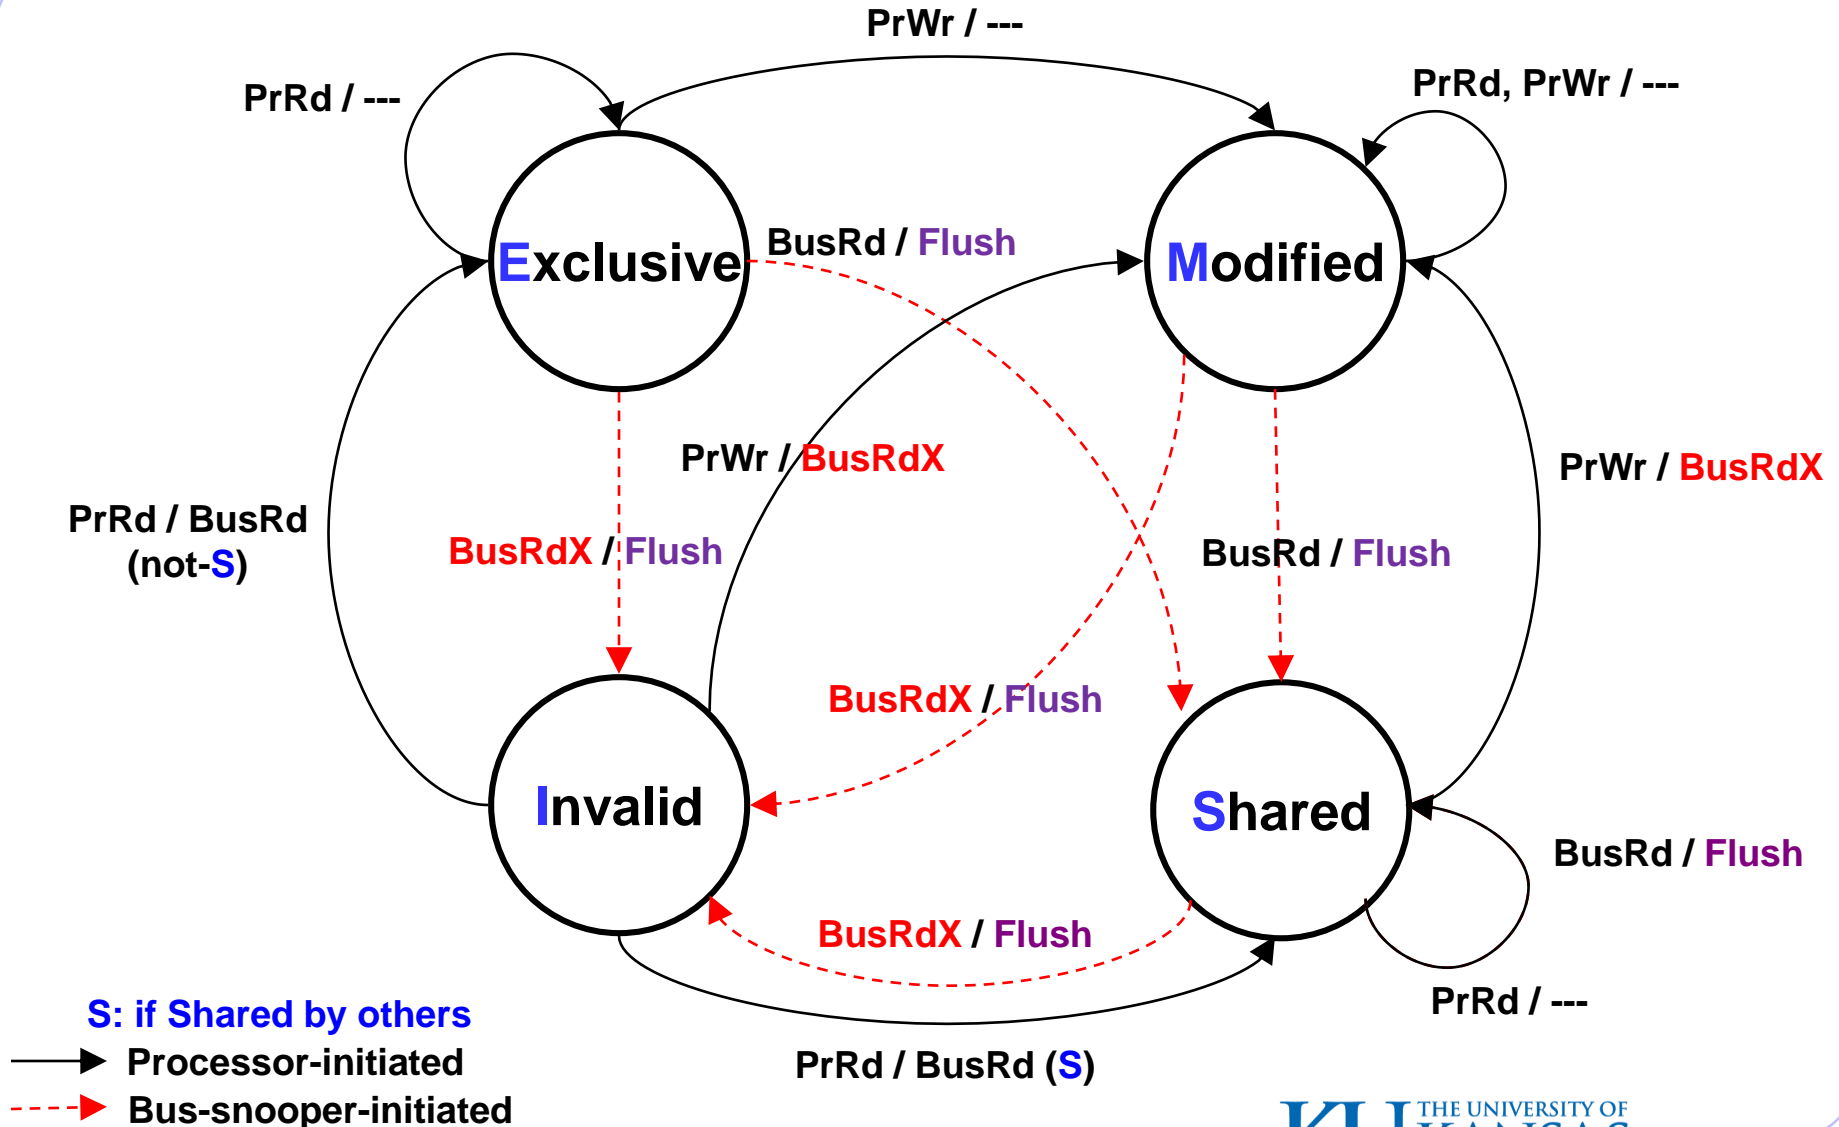 PrWr / ---
PrRd / ---
PrRd, PrWr / ---
Exclusive
BusRd / Flush
Modified
PrWr / BusRdX
PrWr / BusRdX
PrRd / BusRd
(not-S)
BusRdX / Flush
BusRd / Flush
BusRdX / Flush
Invalid
Shared
BusRd / Flush
BusRdX / Flush
PrRd / ---
S: if Shared by others
Processor-initiated
PrRd / BusRd (S)
Bus-snooper-initiated
KU THE UNIVERSITY OF
KANSAS